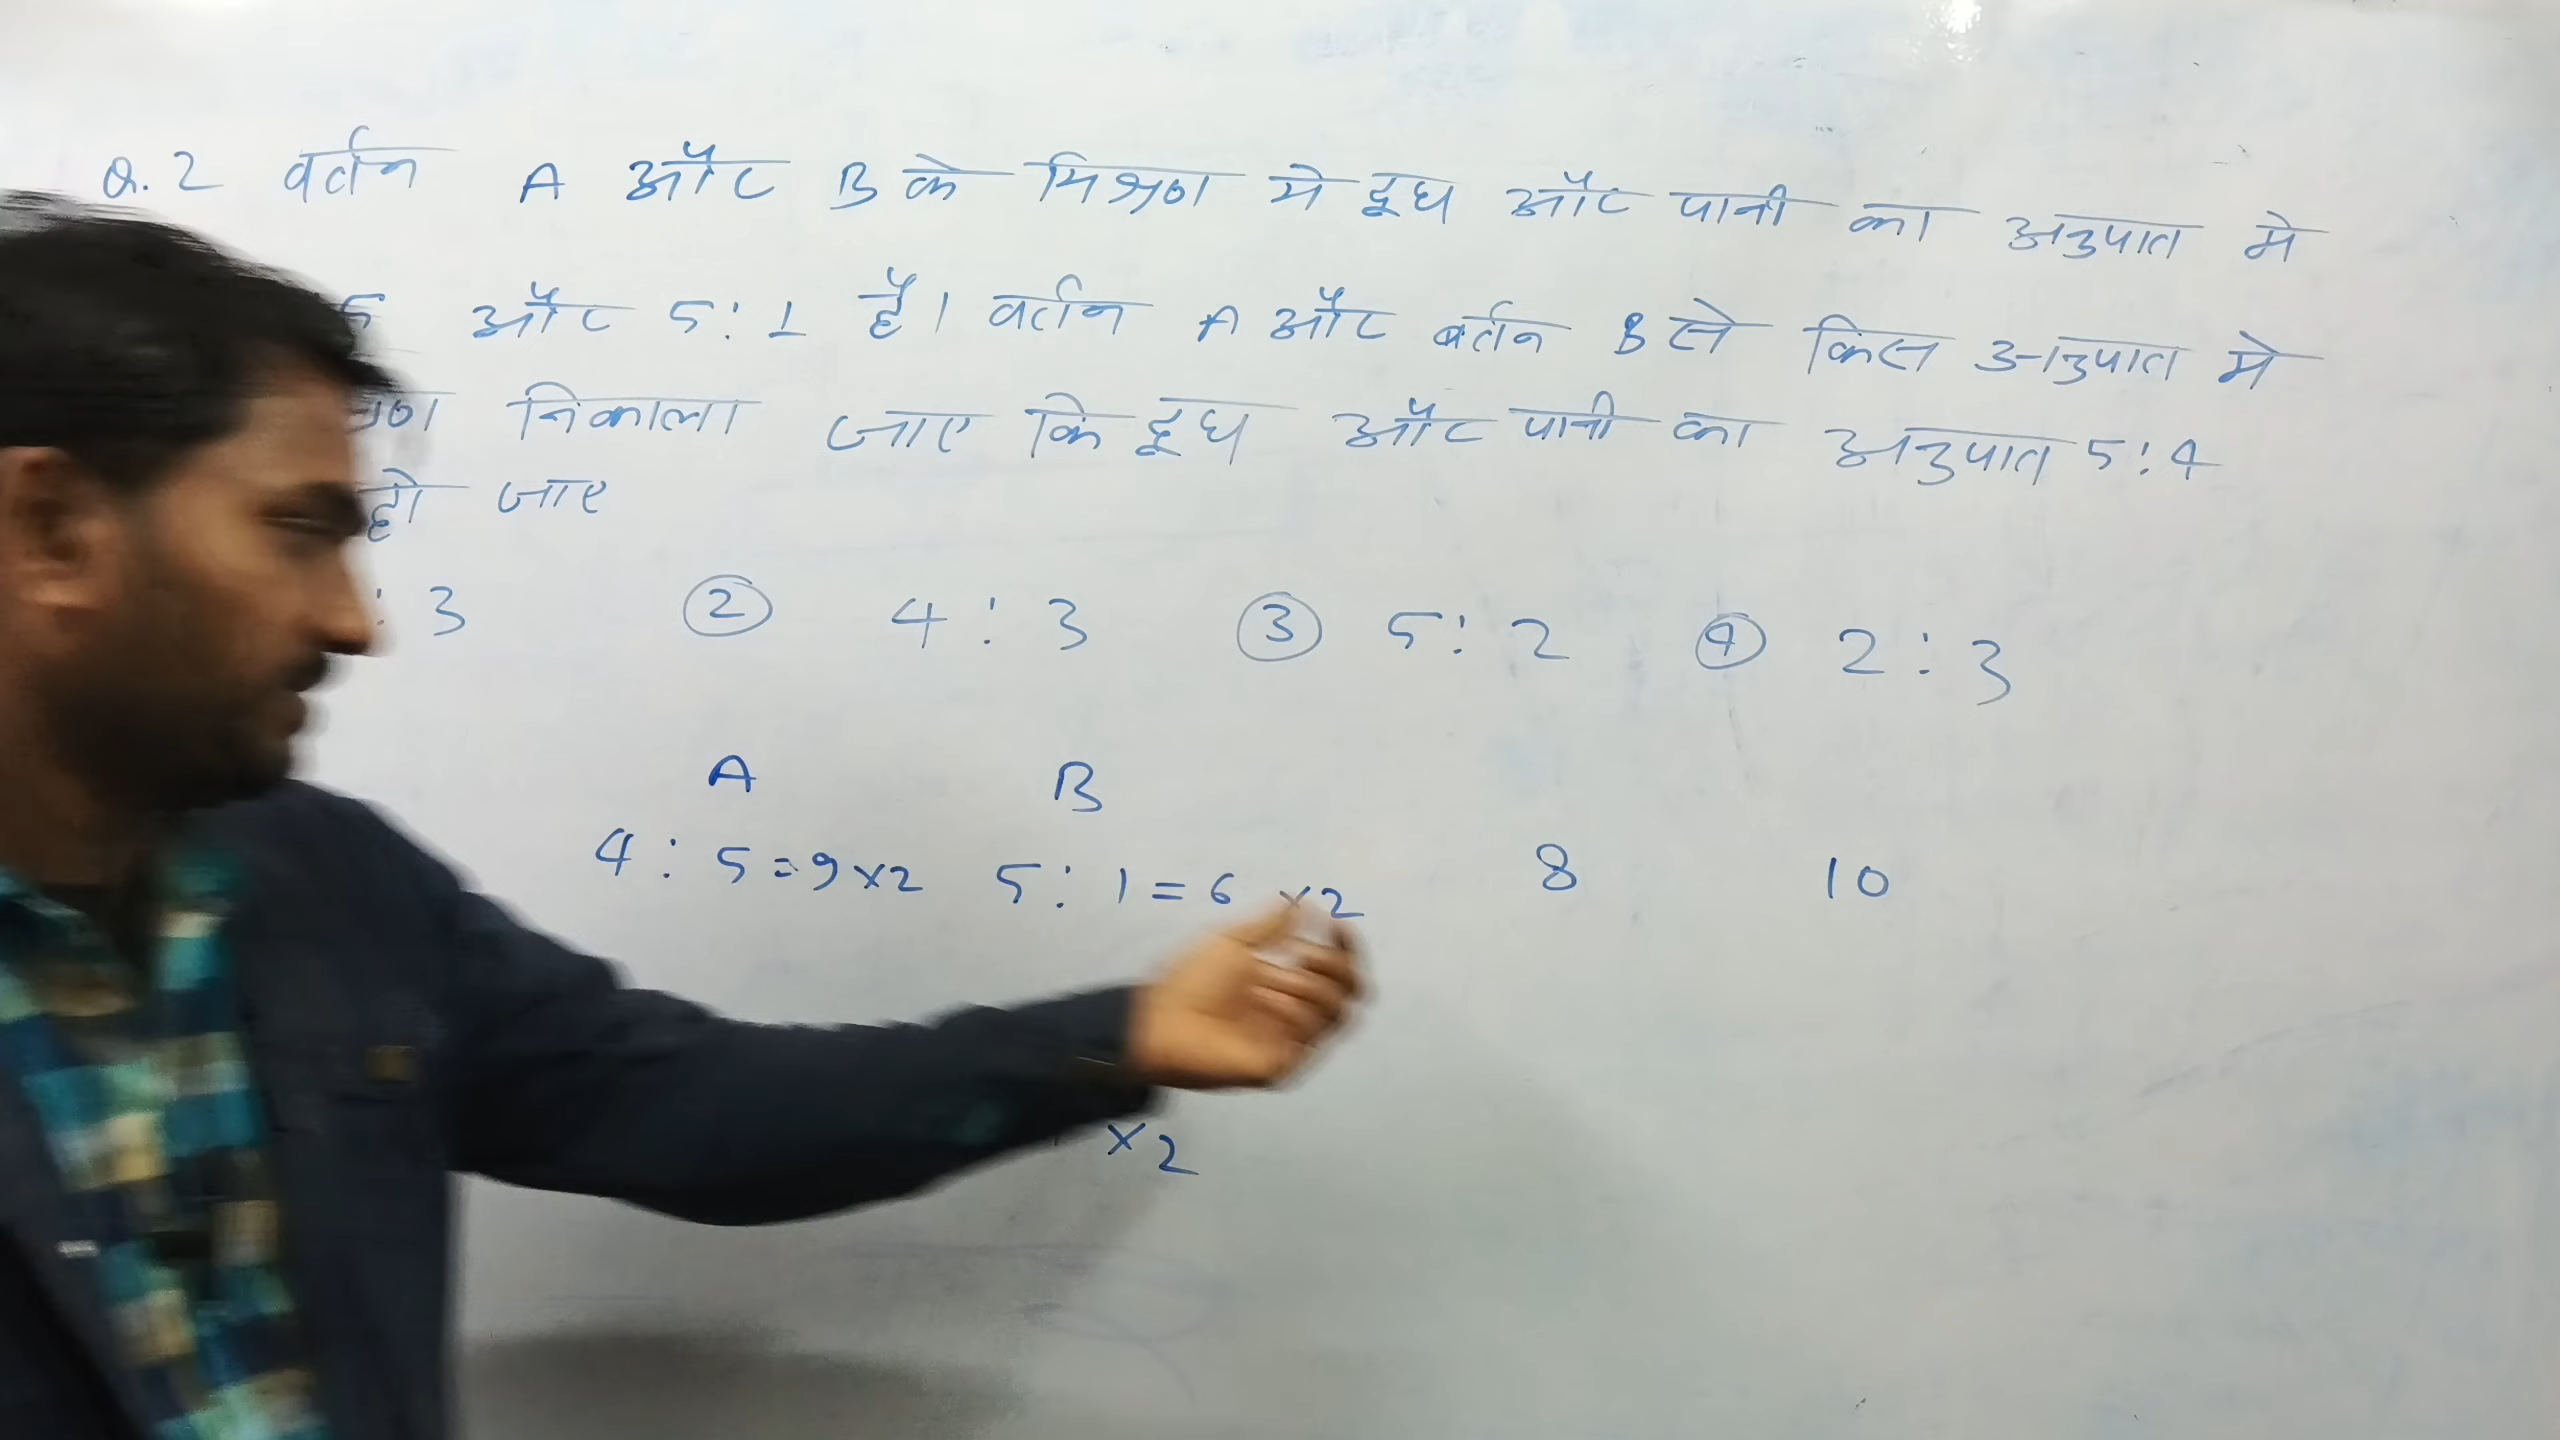 Q.2 वर्तन A और B के मिश्रण मे दूध और पानी का अनुपात मे
और 5:1 है। वर्तन A और बर्तन B से किस अनुपात मे
निकाला जाए कि दूध और पानी का अनुपात 5:4
हो जाए
: 3 ② 4 : 3 ③ 5 : 2 ④ 2 : 3
A B
4 : 5 = 9 x 2 5 : 1 = 6 x 2 8 10
x 2